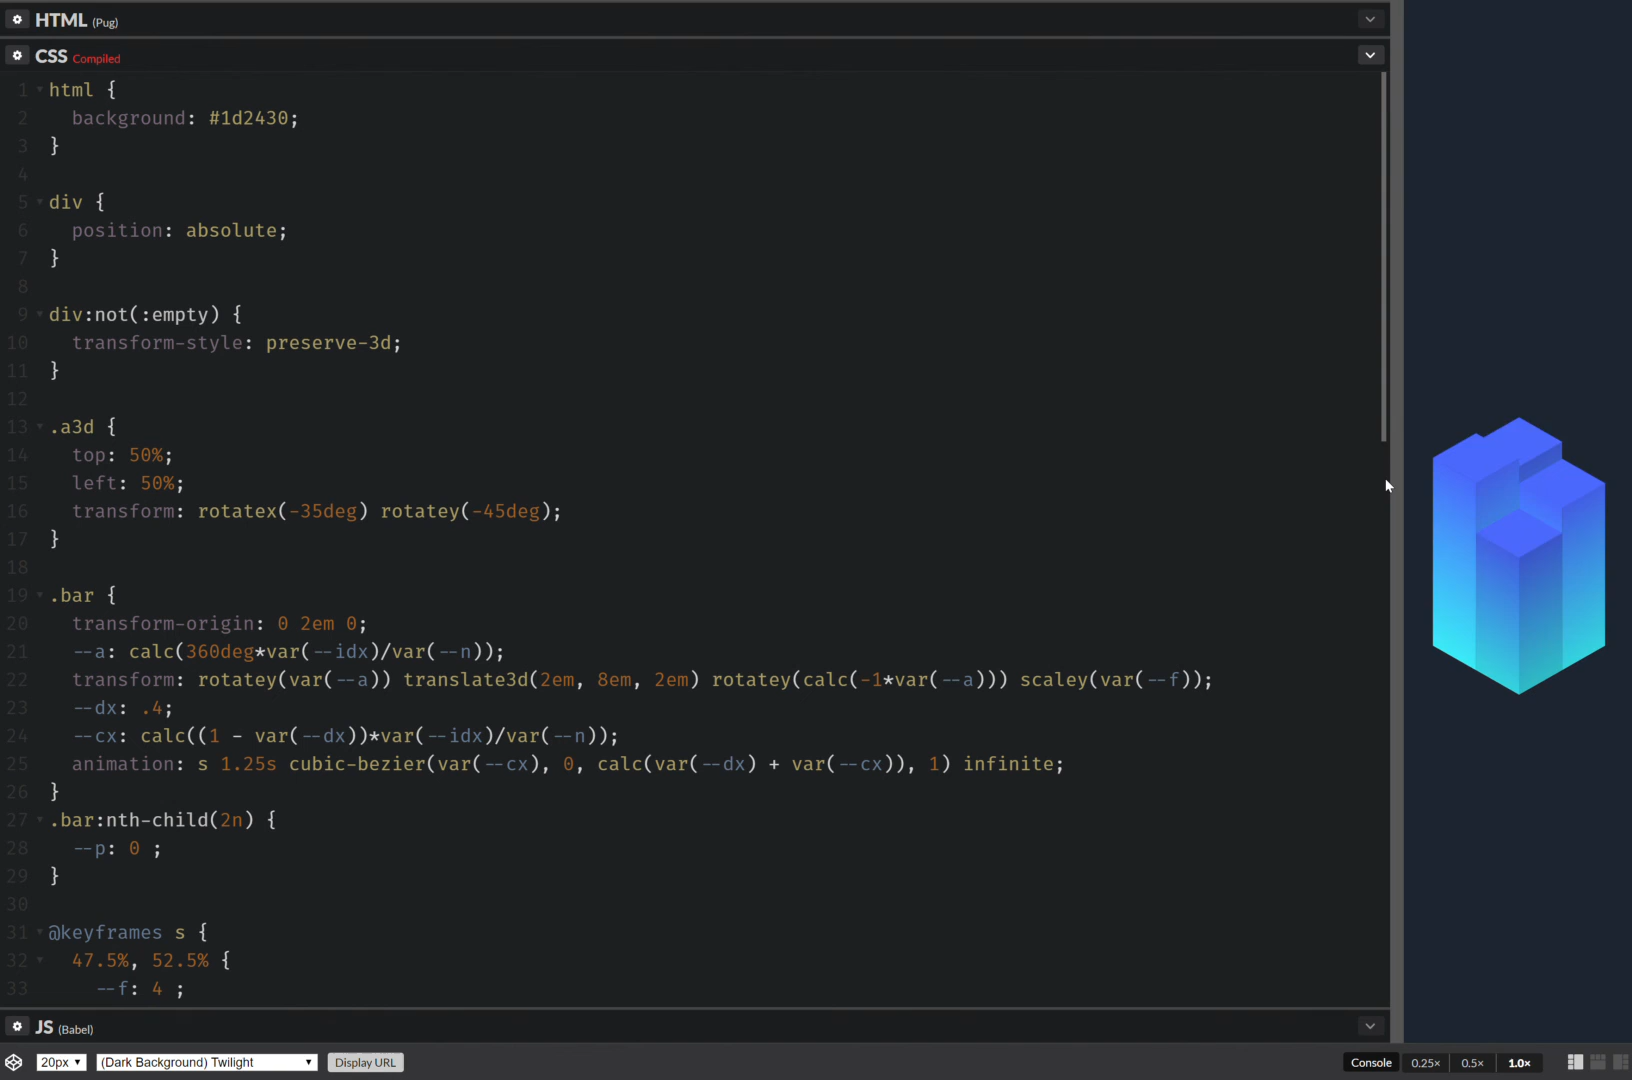 HTML (Pug)
CSS Compiled
1 html {
2 background: #1d2430;
3 }
4
5 div {
6 position: absolute;
7 }
8
9 div:not(:empty) {
10 transform-style: preserve-3d;
11 }
12
13 .a3d {
14 top: 50%;
15 left: 50%;
16 transform: rotatex(-35deg) rotatey(-45deg);
17 }
18
19 .bar {
20 transform-origin: 0 2em 0;
21 --a: calc(360deg*var(--idx)/var(--n));
22 transform: rotatey(var(--a)) translate3d(2em, 8em, 2em) rotatey(calc(-1*var(--a))) scaley(var(--f));
23 --dx: .4;
24 --cx: calc((1 - var(--dx))*var(--idx)/var(--n));
25 animation: s 1.25s cubic-bezier(var(--cx), 0, calc(var(--dx) + var(--cx)), 1) infinite;
26 }
27 .bar:nth-child(2n) {
28 --p: 0 ;
29 }
30
31 @keyframes s {
32 47.5%, 52.5% {
33 --f: 4 ;
JS (Babel)
20px (Dark Background) Twilight Display URL Console 0.25× 0.5× 1.0×